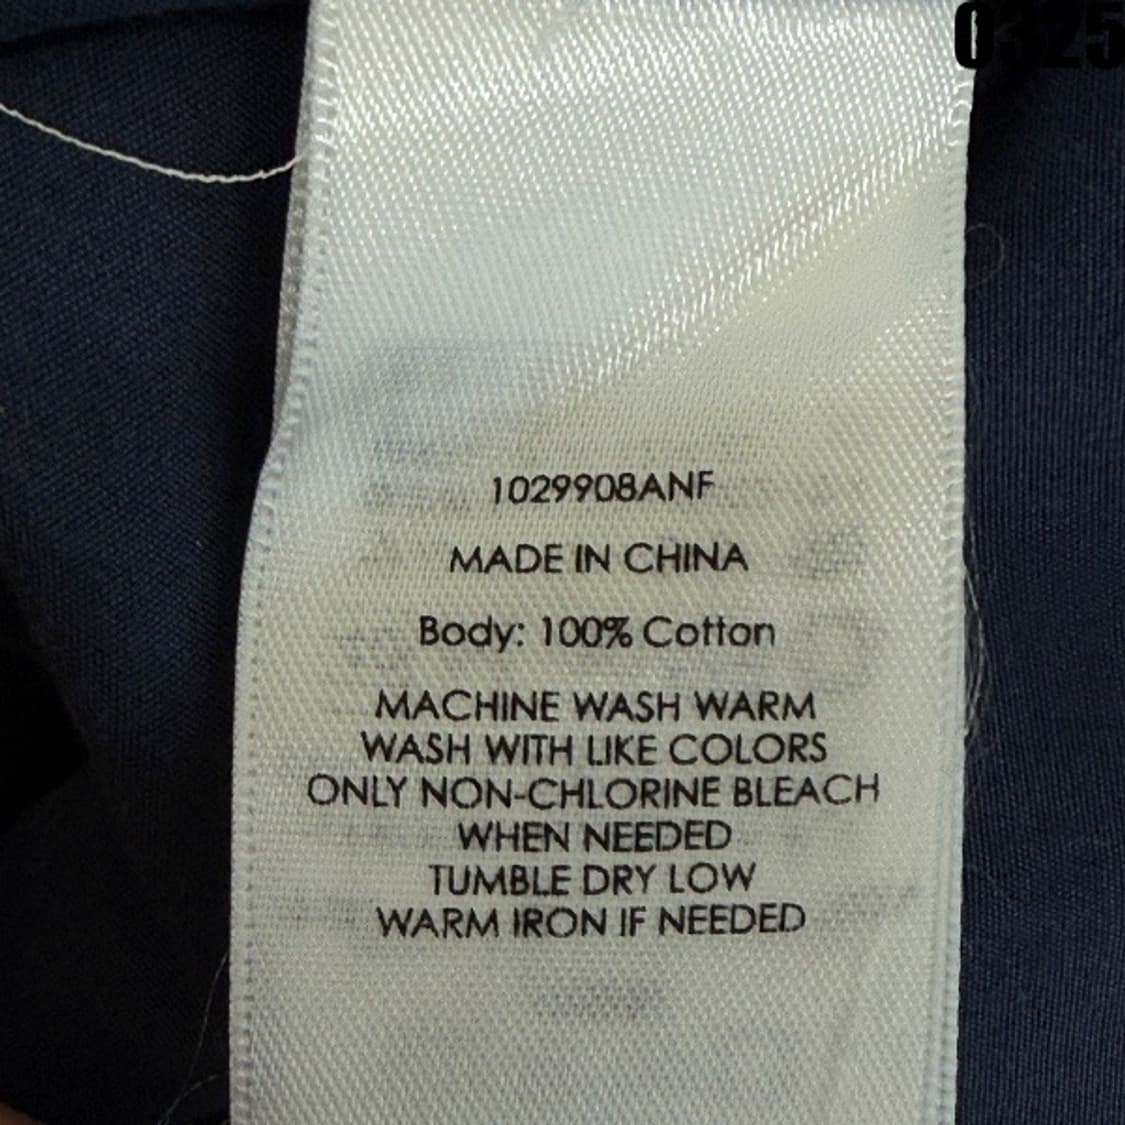 0325
1029908ANF
MADE IN CHINA
Body: 100% Cotton
MACHINE WASH WARM
WASH WITH LIKE COLORS
ONLY NON-CHLORINE BLEACH
WHEN NEEDED
TUMBLE DRY LOW
WARM IRON IF NEEDED